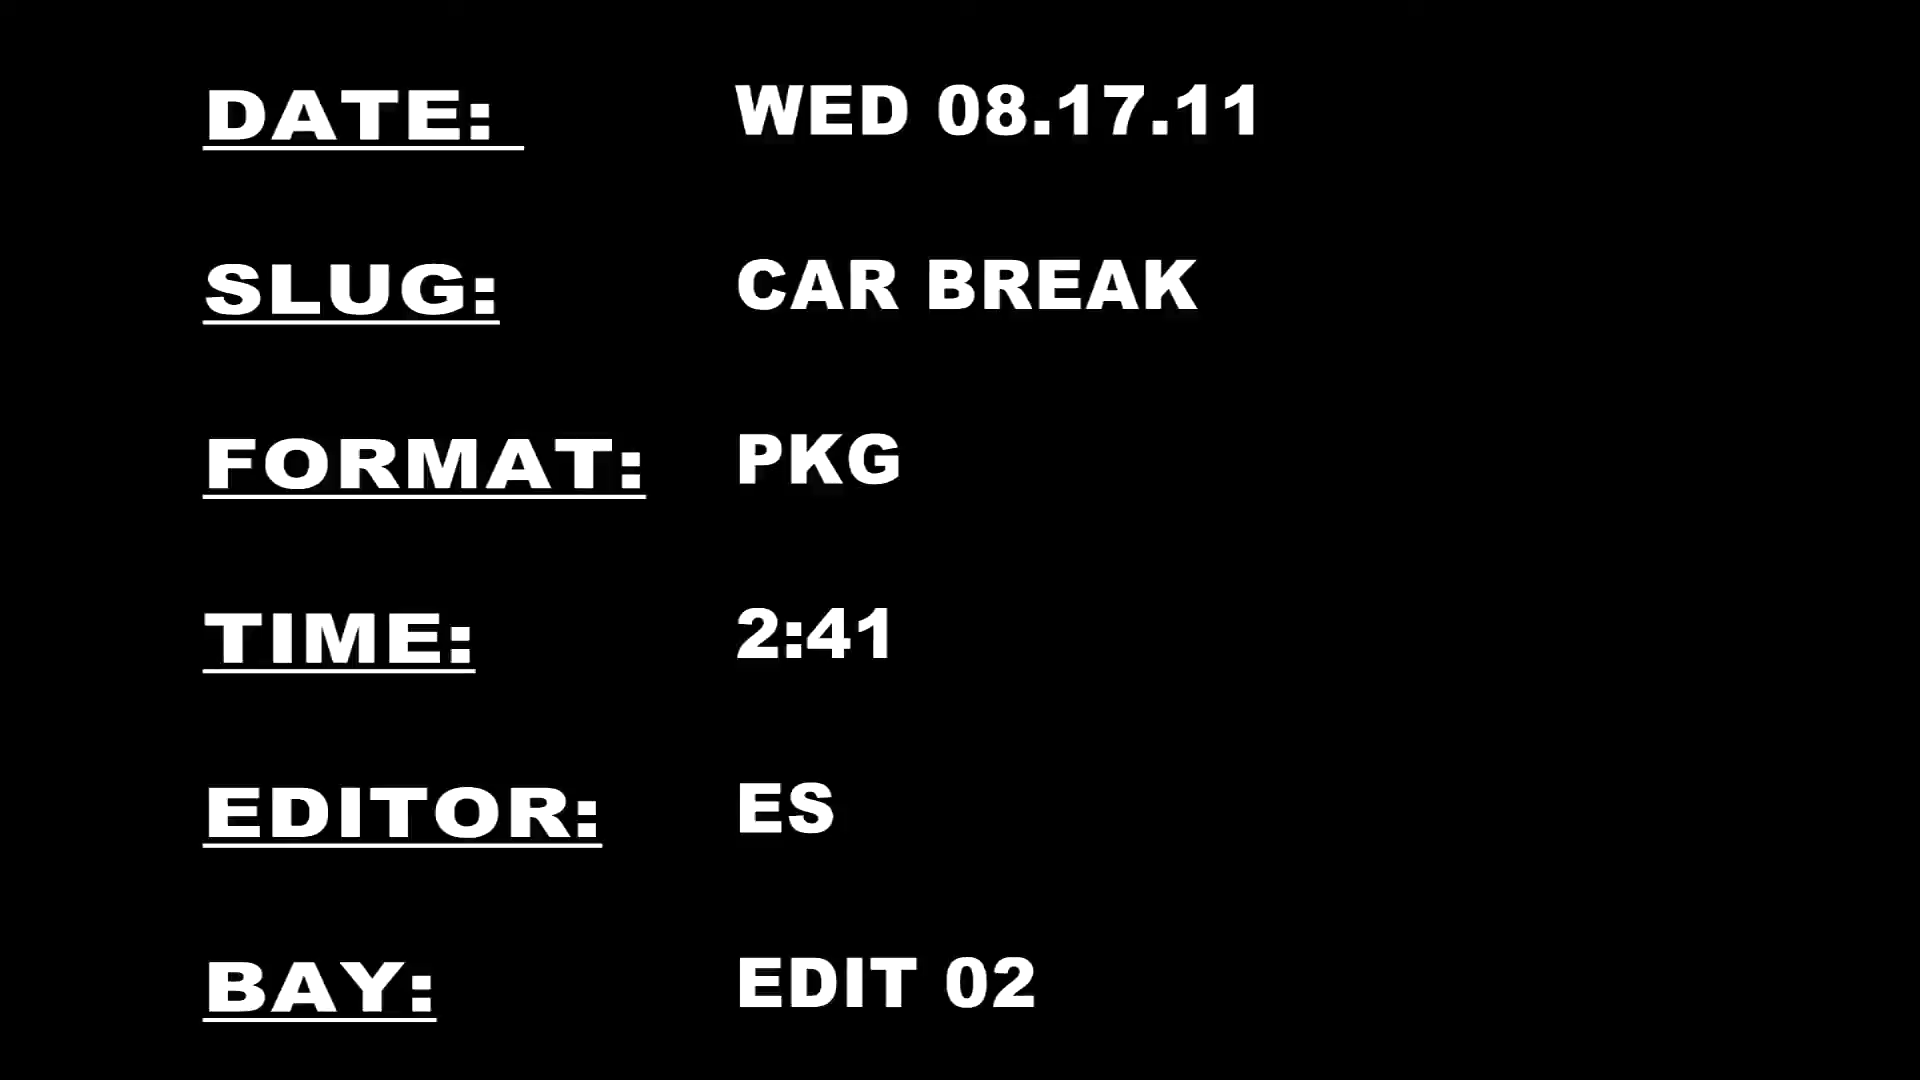 DATE: WED 08.17.11
SLUG: CAR BREAK
FORMAT: PKG
TIME: 2:41
EDITOR: ES
BAY: EDIT 02